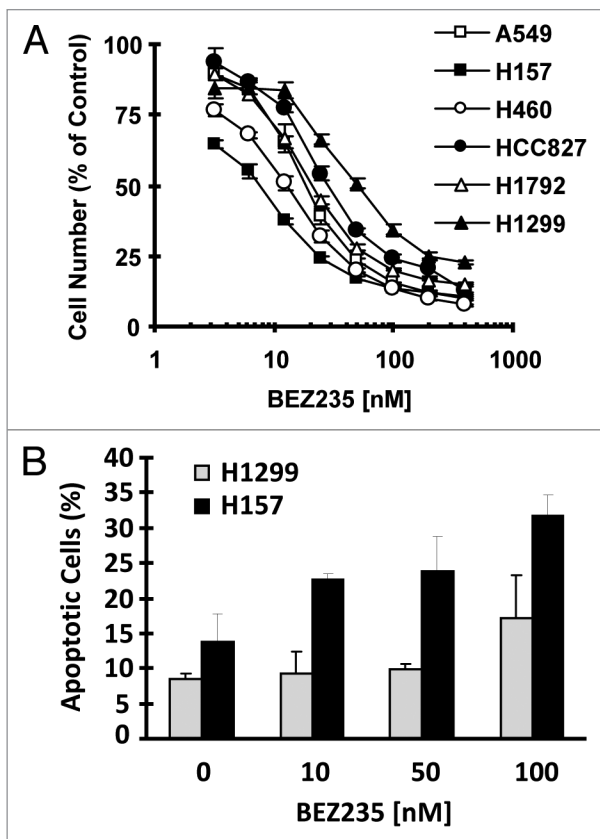 A
Cell Number (% of Control)
100
75
50
25
0
1 10 100 1000
BEZ235 [nM]
A549
H157
H460
HCC827
H1792
H1299
B
Apoptotic Cells (%)
40
35
30
25
20
15
10
5
0
H1299
H157
0 10 50 100
BEZ235 [nM]